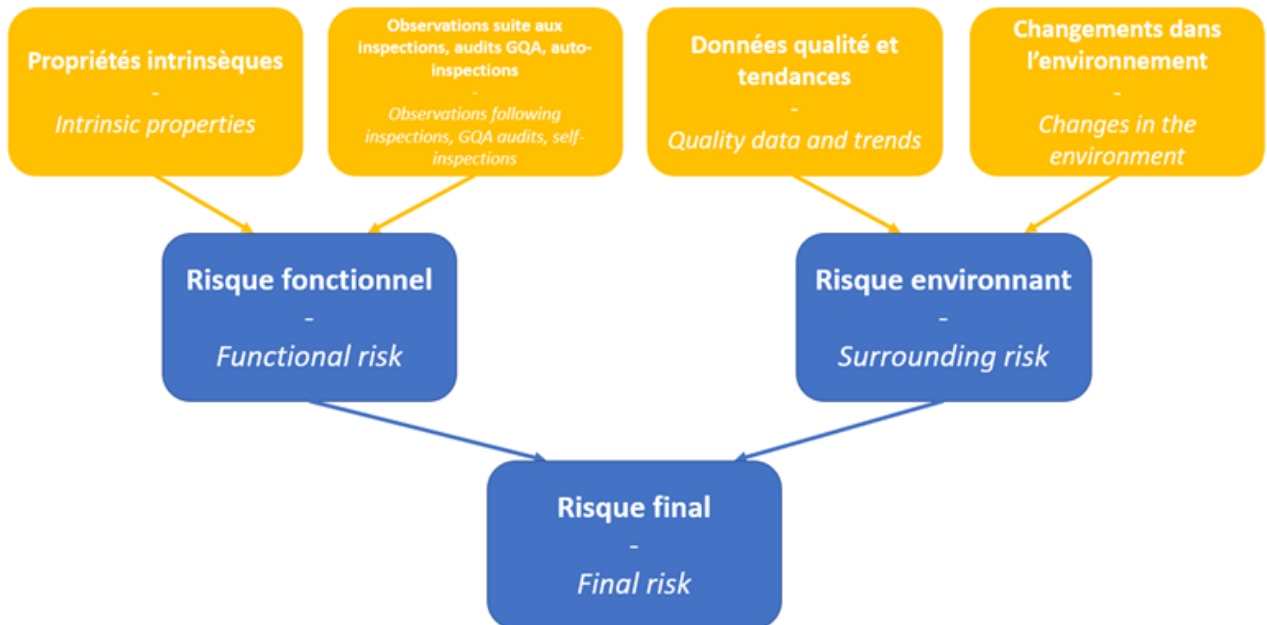 Propriétés intrinsèques
-
Intrinsic properties
Observations suite aux
inspections, audits GQA, auto-
inspections
-
Observations following
inspections, GQA audits, self-
inspections
Données qualité et
tendances
-
Quality data and trends
Changements dans
l'environnement
-
Changes in the
environment
Risque fonctionnel
-
Functional risk
Risque environnant
-
Surrounding risk
Risque final
-
Final risk